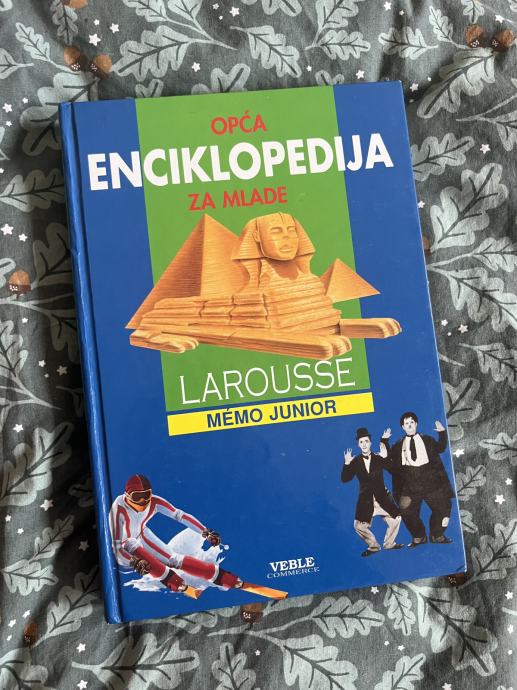 OPĆA
ENCIKLOPEDIJA
ZA MLADE
LAROUSSE
MÉMO JUNIOR
VEBLE
COMMERCE